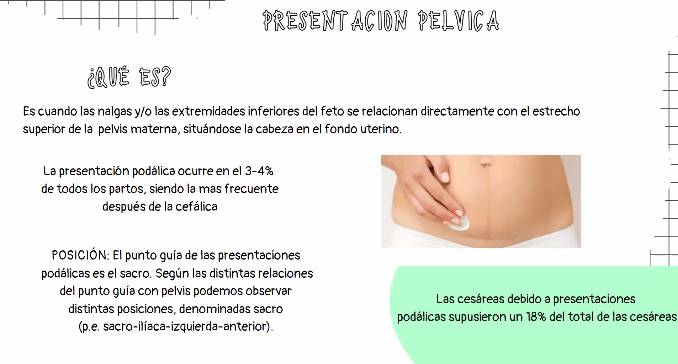 PRESENTACION PELVICA
¿QUÉ ES?
Es cuando las nalgas y/o las extremidades inferiores del feto se relacionan directamente con el estrecho
superior de la pelvis materna, situándose la cabeza en el fondo uterino.
La presentación podálica ocurre en el 3-4%
de todos los partos, siendo la mas frecuente
después de la cefálica
POSICIÓN: El punto guía de las presentaciones
podálicas es el sacro. Según las distintas relaciones
del punto guía con pelvis podemos observar
distintas posiciones, denominadas sacro
(p.e. sacro-ilíaca-izquierda-anterior).
Las cesáreas debido a presentaciones
podálicas supusieron un 18% del total de las cesáreas